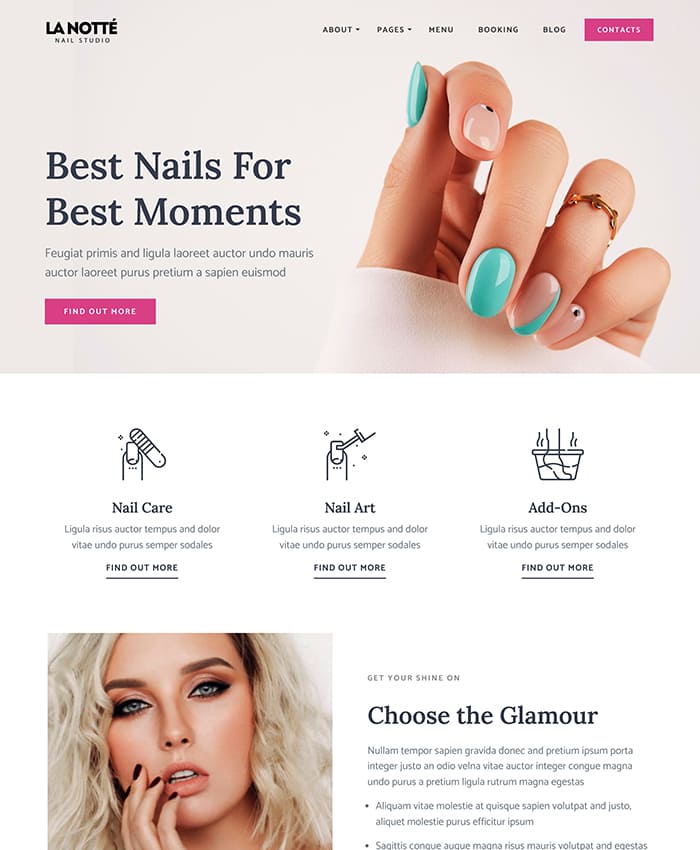 LA NOTTÉ
NAIL STUDIO
ABOUT PAGES MENU BOOKING BLOG CONTACTS
Best Nails For
Best Moments
Feugiat primis and ligula laoreet auctor undo mauris
auctor laoreet purus pretium a sapien euismod
FIND OUT MORE
Nail Care
Ligula risus auctor tempus and dolor
vitae undo purus semper sodales
FIND OUT MORE
Nail Art
Ligula risus auctor tempus and dolor
vitae undo purus semper sodales
FIND OUT MORE
Add-Ons
Ligula risus auctor tempus and dolor
vitae undo purus semper sodales
FIND OUT MORE
GET YOUR SHINE ON
Choose the Glamour
Nullam tempor sapien gravida donec and pretium ipsum porta
integer justo an odio velna vitae auctor integer congue magna
undo purus a pretium ligula rutrum magna egestas
• Aliquam vitae molestie at quisque sapien volutpat and justo,
aliquet molestie purus efficitur ipsum
• Sagittis congue augue magna risus mauris volutpat and egestas